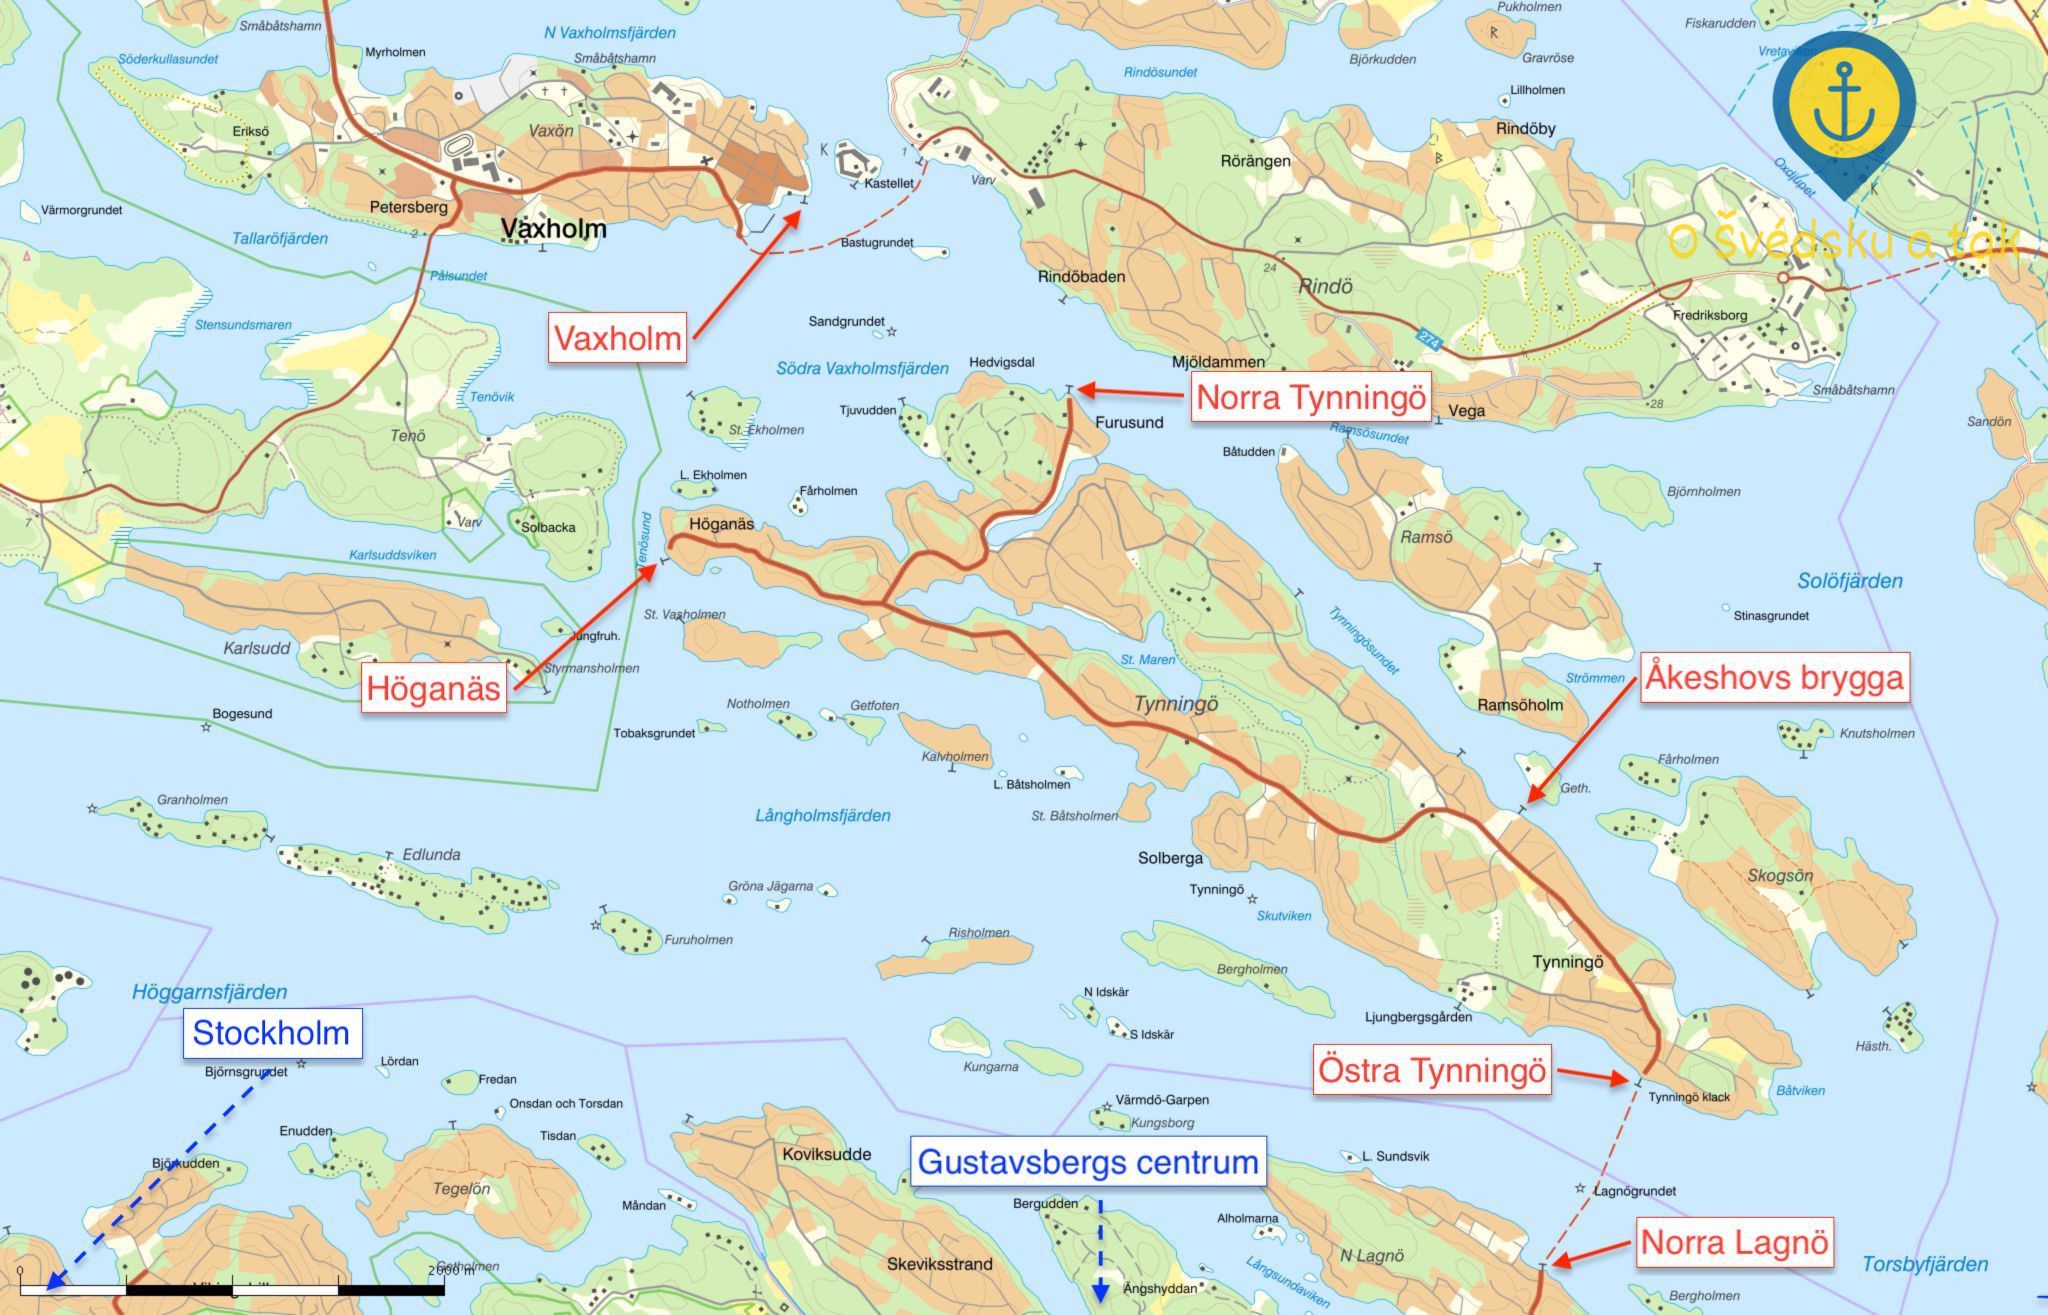 Småbåtshamn
N Vaxholmsfjärden
Pukholmen
Fiskarudden
Söderkullasundet
Myrholmen
Småbåtshamn
Rindösundet
Björkudden
R
Gravröse
Vretaviken
Lillholmen
Eriksö
Vaxön
K
1
Rindöby
Rörängen
B
Oxdjupet
K
Kastellet
Varv
Värmorgrundet
Petersberg
2
Vaxholm
Tallaröfjärden
Bastugrundet
O Švédsku a tak
Pålsundet
Rindöbaden
24
Rindö
Stensundsmaren
Sandgrundet
Fredriksborg
Vaxholm
274
Södra Vaxholmsfjärden
Hedvigsdal
Mjöldammen
Norra Tynningö
Småbåtshamn
Tenövik
Tjuvudden
Furusund
Vega
28
Sandön
Tenö
St. Ekholmen
Ramsösundet
Båtudden
L. Ekholmen
Fårholmen
Björnholmen
7
Varv
Solbacka
Höganäs
Tenösund
Ramsö
Karlsuddsviken
Solöfjärden
St. Vasholmen
Tynningösundet
Stinasgrundet
Karlsudd
Jungfruh.
Styrmansholmen
St. Maren
Strömmen
Åkeshovs brygga
Höganäs
Bogesund
Notholmen
Getfoten
Tynningö
Ramsöholm
Tobaksgrundet
Knutsholmen
Kalvholmen
Fårholmen
L. Båtsholmen
Geth.
Granholmen
Långholmsfjärden
St. Båtsholmen
Edlunda
Solberga
Skogsön
Gröna Jägarna
Tynningö
Skutviken
Furuholmen
Risholmen
Tynningö
Bergholmen
Höggarnsfjärden
N Idskär
Ljungbergsgården
Stockholm
S Idskär
Hästh.
Björnsgrundet
Lördan
Kungarna
Östra Tynningö
Fredan
Tynningö klack
Båtviken
Onsdan och Torsdan
Värmdö-Garpen
Kungsborg
Enudden
Tisdan
Koviksudde
Gustavsbergs centrum
L. Sundsvik
Björkudden
Tegelön
Lagnögrundet
Måndan
Bergudden
Alholmarna
Norra Lagnö
N Lagnö
Skeviksstrand
Torsbyfjärden
Långsundaviken
0
2000 m
Ängshyddan
Bergholmen